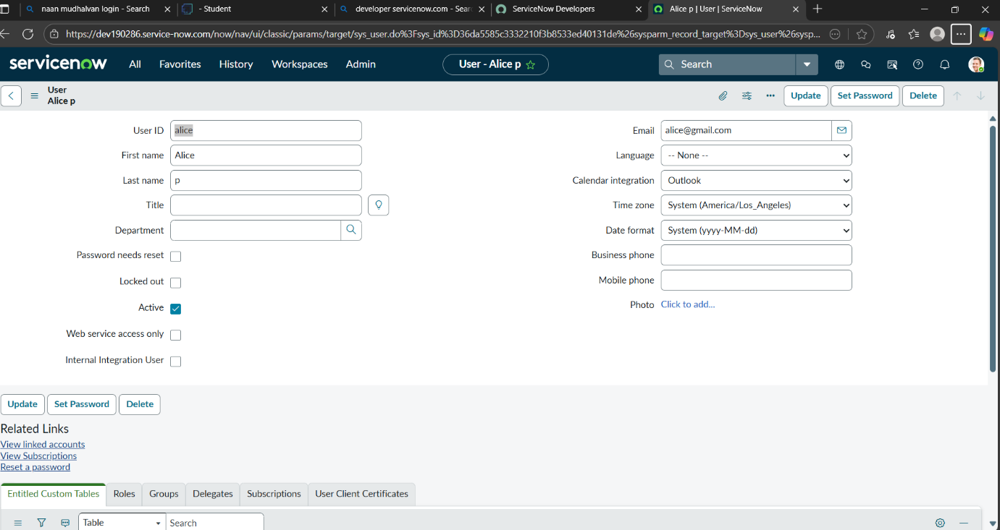 naan mudhalvan login - Search
- Student
developer servicenow.com - Sear
ServiceNow Developers
Alice p | User | ServiceNow
https://dev190286.service-now.com/now/nav/ui/classic/params/target/sys_user.do%3Fsys_id%3D36da5585c3332210f3b8533ed40131de%26sysparm_record_target%3Dsys_user%26sysp...
servicenow All Favorites History Workspaces Admin User - Alice p Search
User
Alice p
Update Set Password Delete
User ID alice
First name Alice
Last name p
Title
Department
Password needs reset
Locked out
Active
Web service access only
Internal Integration User
Email alice@gmail.com
Language -- None --
Calendar integration Outlook
Time zone System (America/Los_Angeles)
Date format System (yyyy-MM-dd)
Business phone
Mobile phone
Photo Click to add...
Update Set Password Delete
Related Links
View linked accounts
View Subscriptions
Reset a password
Entitled Custom Tables Roles Groups Delegates Subscriptions User Client Certificates
Table Search